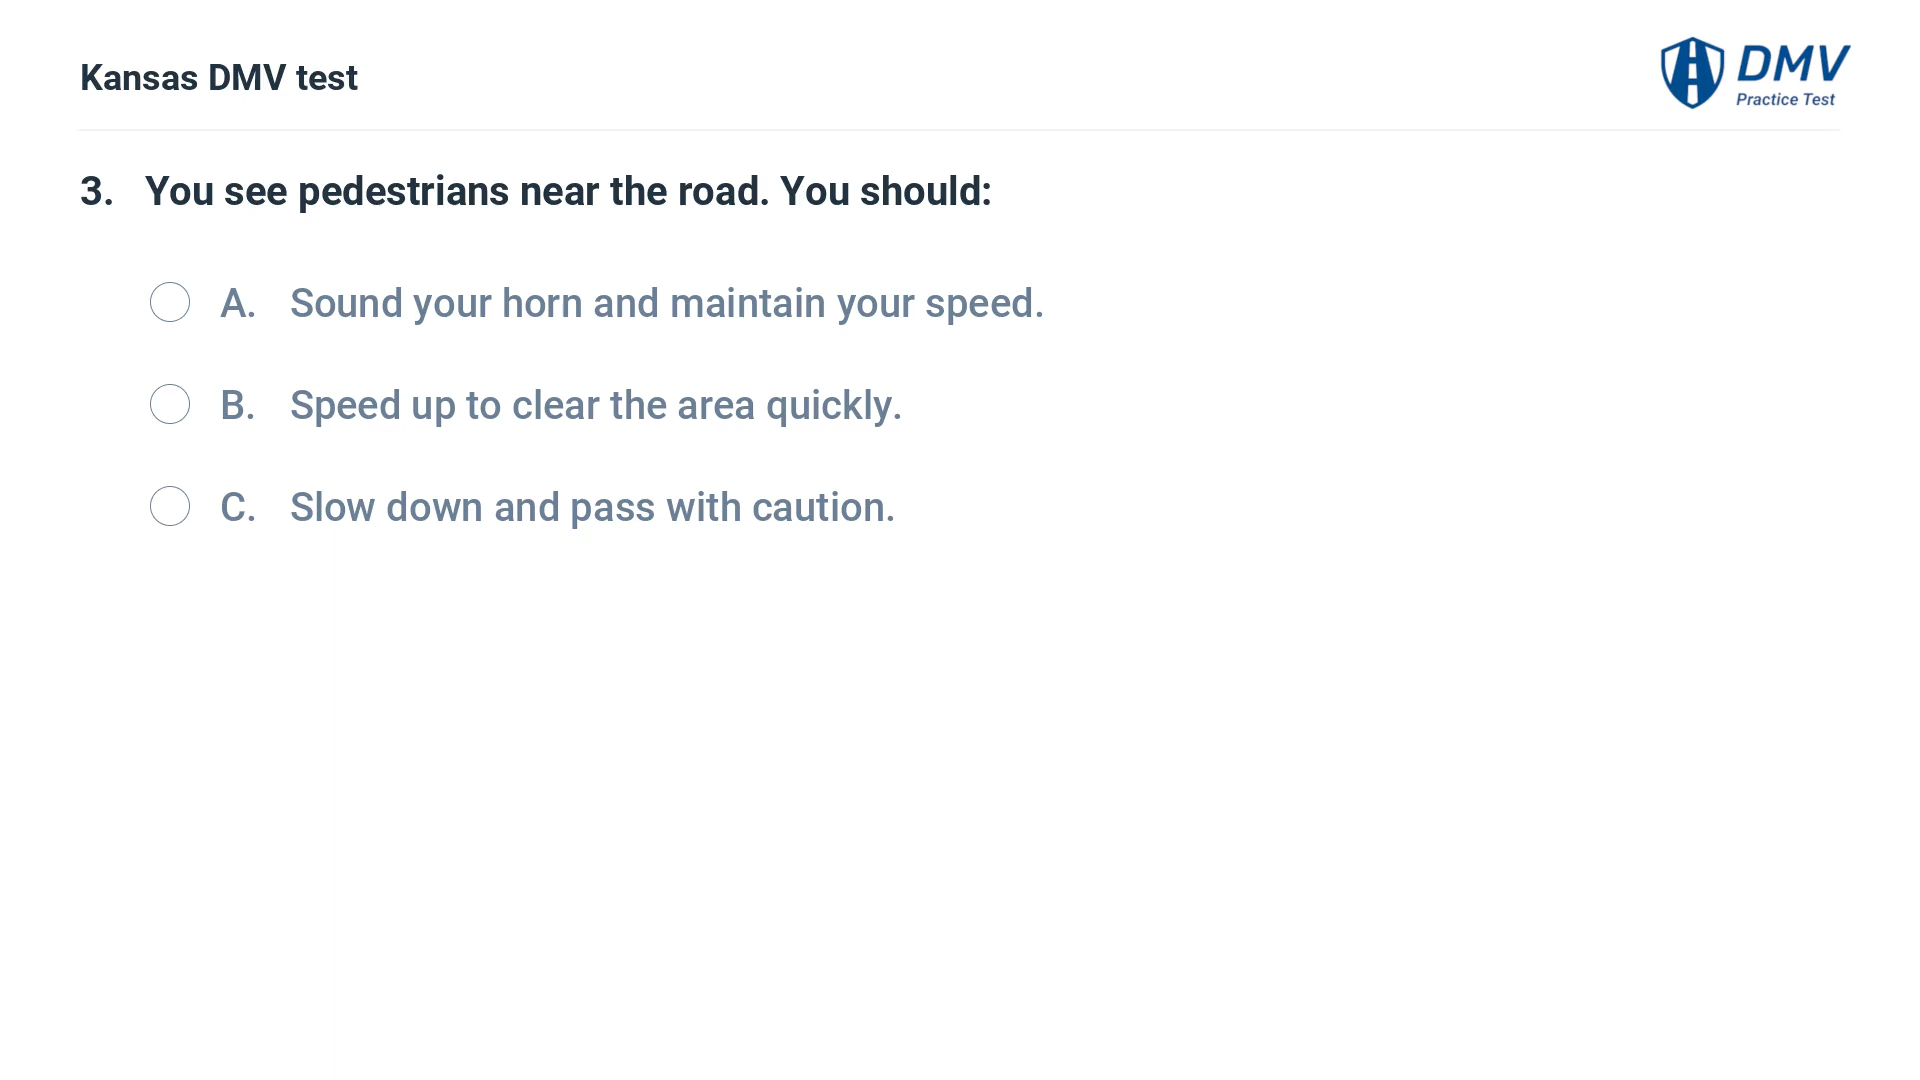 Kansas DMV test
DMV
Practice Test
3. You see pedestrians near the road. You should:
A. Sound your horn and maintain your speed.
B. Speed up to clear the area quickly.
C. Slow down and pass with caution.